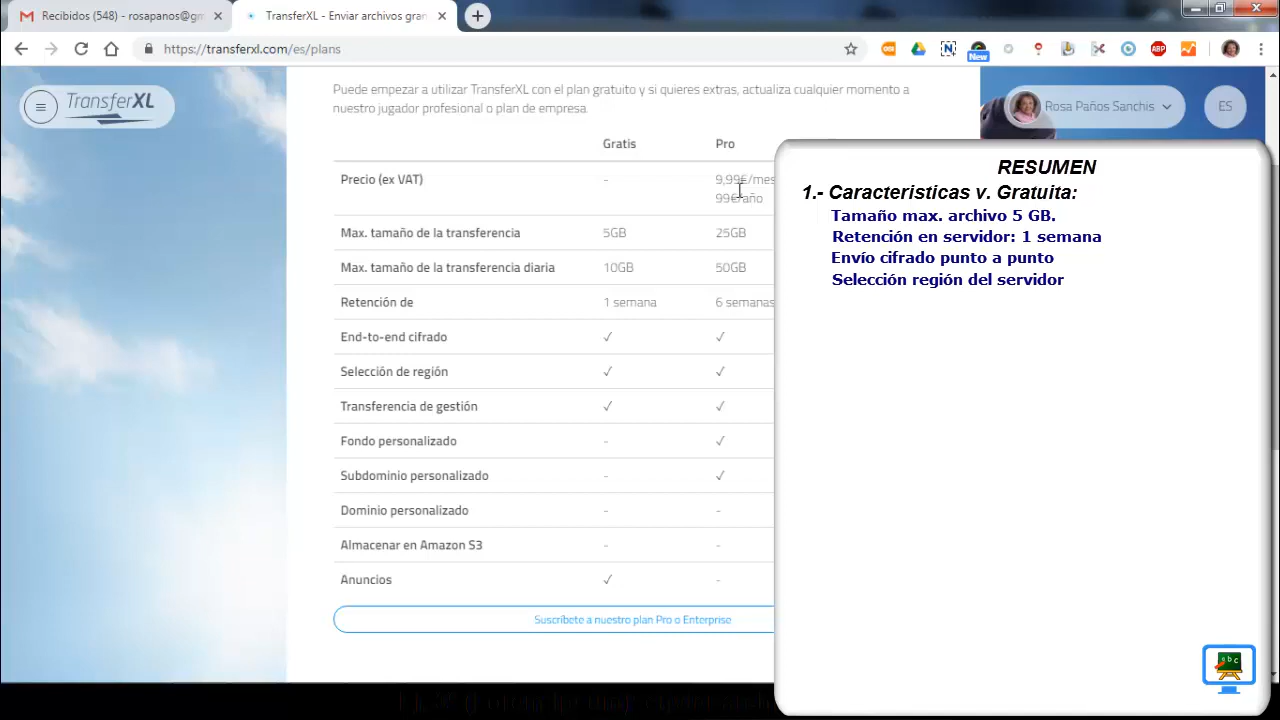 Recibidos (548) - rosapanos@gm
TransferXL - Enviar archivos gran
https://transferxl.com/es/plans
New
ABP
TransferXL
Rosa Paños Sanchis
ES
Puede empezar a utilizar TransferXL con el plan gratuito y si quieres extras, actualiza cualquier momento a
nuestro jugador profesional o plan de empresa.
Gratis Pro
Precio (ex VAT) - 9,99€/mes
99€/año
Max. tamaño de la transferencia 5GB 25GB
Max. tamaño de la transferencia diaria 10GB 50GB
Retención de 1 semana 6 semanas
End-to-end cifrado ✓ ✓
Selección de región ✓ ✓
Transferencia de gestión ✓ ✓
Fondo personalizado - ✓
Subdominio personalizado - ✓
Dominio personalizado - -
Almacenar en Amazon S3 - -
Anuncios ✓ -
Suscríbete a nuestro plan Pro o Enterprise
RESUMEN
1.- Caracteristicas v. Gratuita:
Tamaño max. archivo 5 GB.
Retención en servidor: 1 semana
Envío cifrado punto a punto
Selección región del servidor
abc